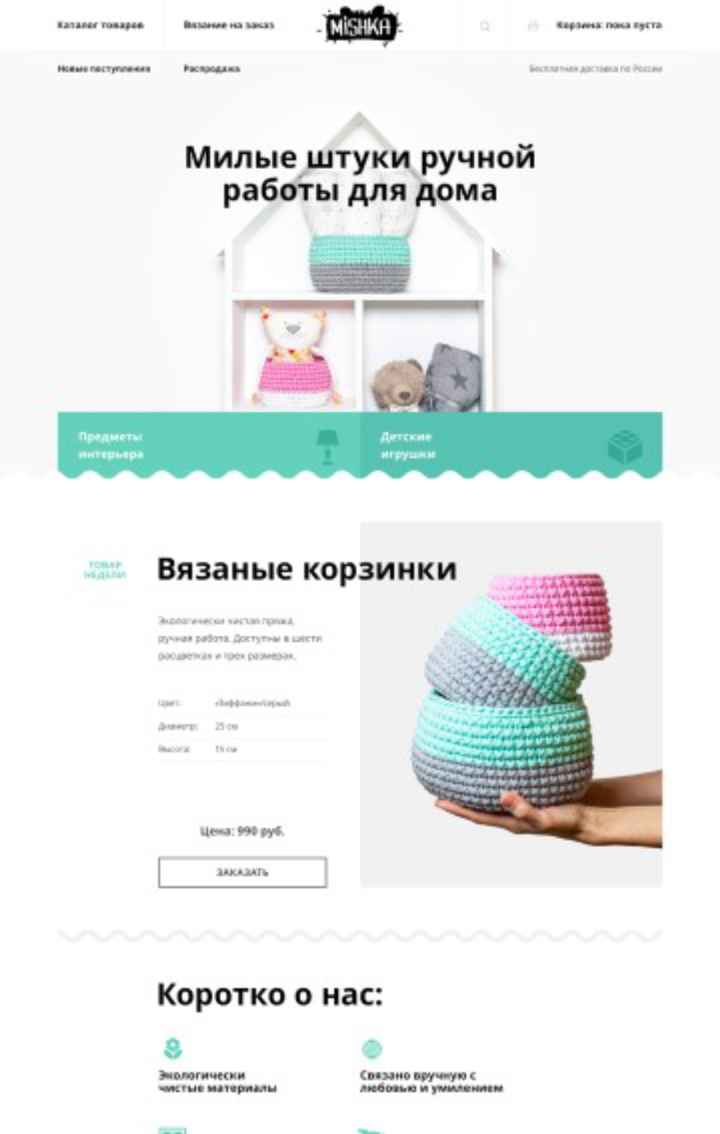 Каталог товаров
Вязание на заказ
MiSHKA
Корзина: пока пуста
Новые поступления
Распродажа
Бесплатная доставка по России
Милые штуки ручной
работы для дома
Предметы
интерьера
Детские
игрушки
ТОВАР
НЕДЕЛИ
Вязаные корзинки
Экологически чистая пряжа,
ручная работа. Доступны в шести
расцветках и трех размерах.
Цвет: «Тиффани»/серый
Диаметр: 25 см
Высота: 15 см
Цена: 990 руб.
ЗАКАЗАТЬ
Коротко о нас:
Экологически
чистые материалы
Связано вручную с
любовью и умилением